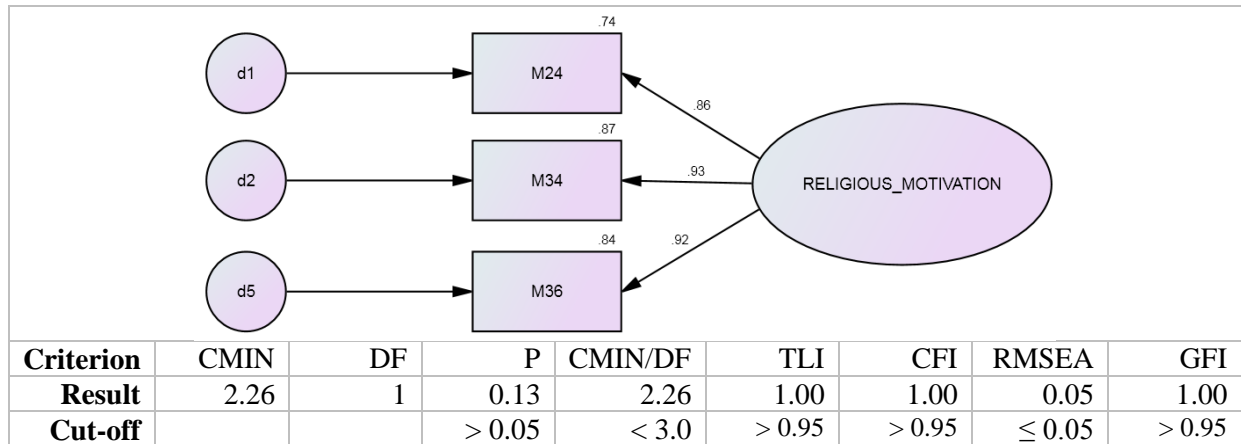 .74
d1 M24
.86
.87
d2 M34 .93 RELIGIOUS_MOTIVATION
.84 .92
d5 M36
Criterion CMIN DF P CMIN/DF TLI CFI RMSEA GFI
Result 2.26 1 0.13 2.26 1.00 1.00 0.05 1.00
Cut-off > 0.05 < 3.0 > 0.95 > 0.95 ≤ 0.05 > 0.95